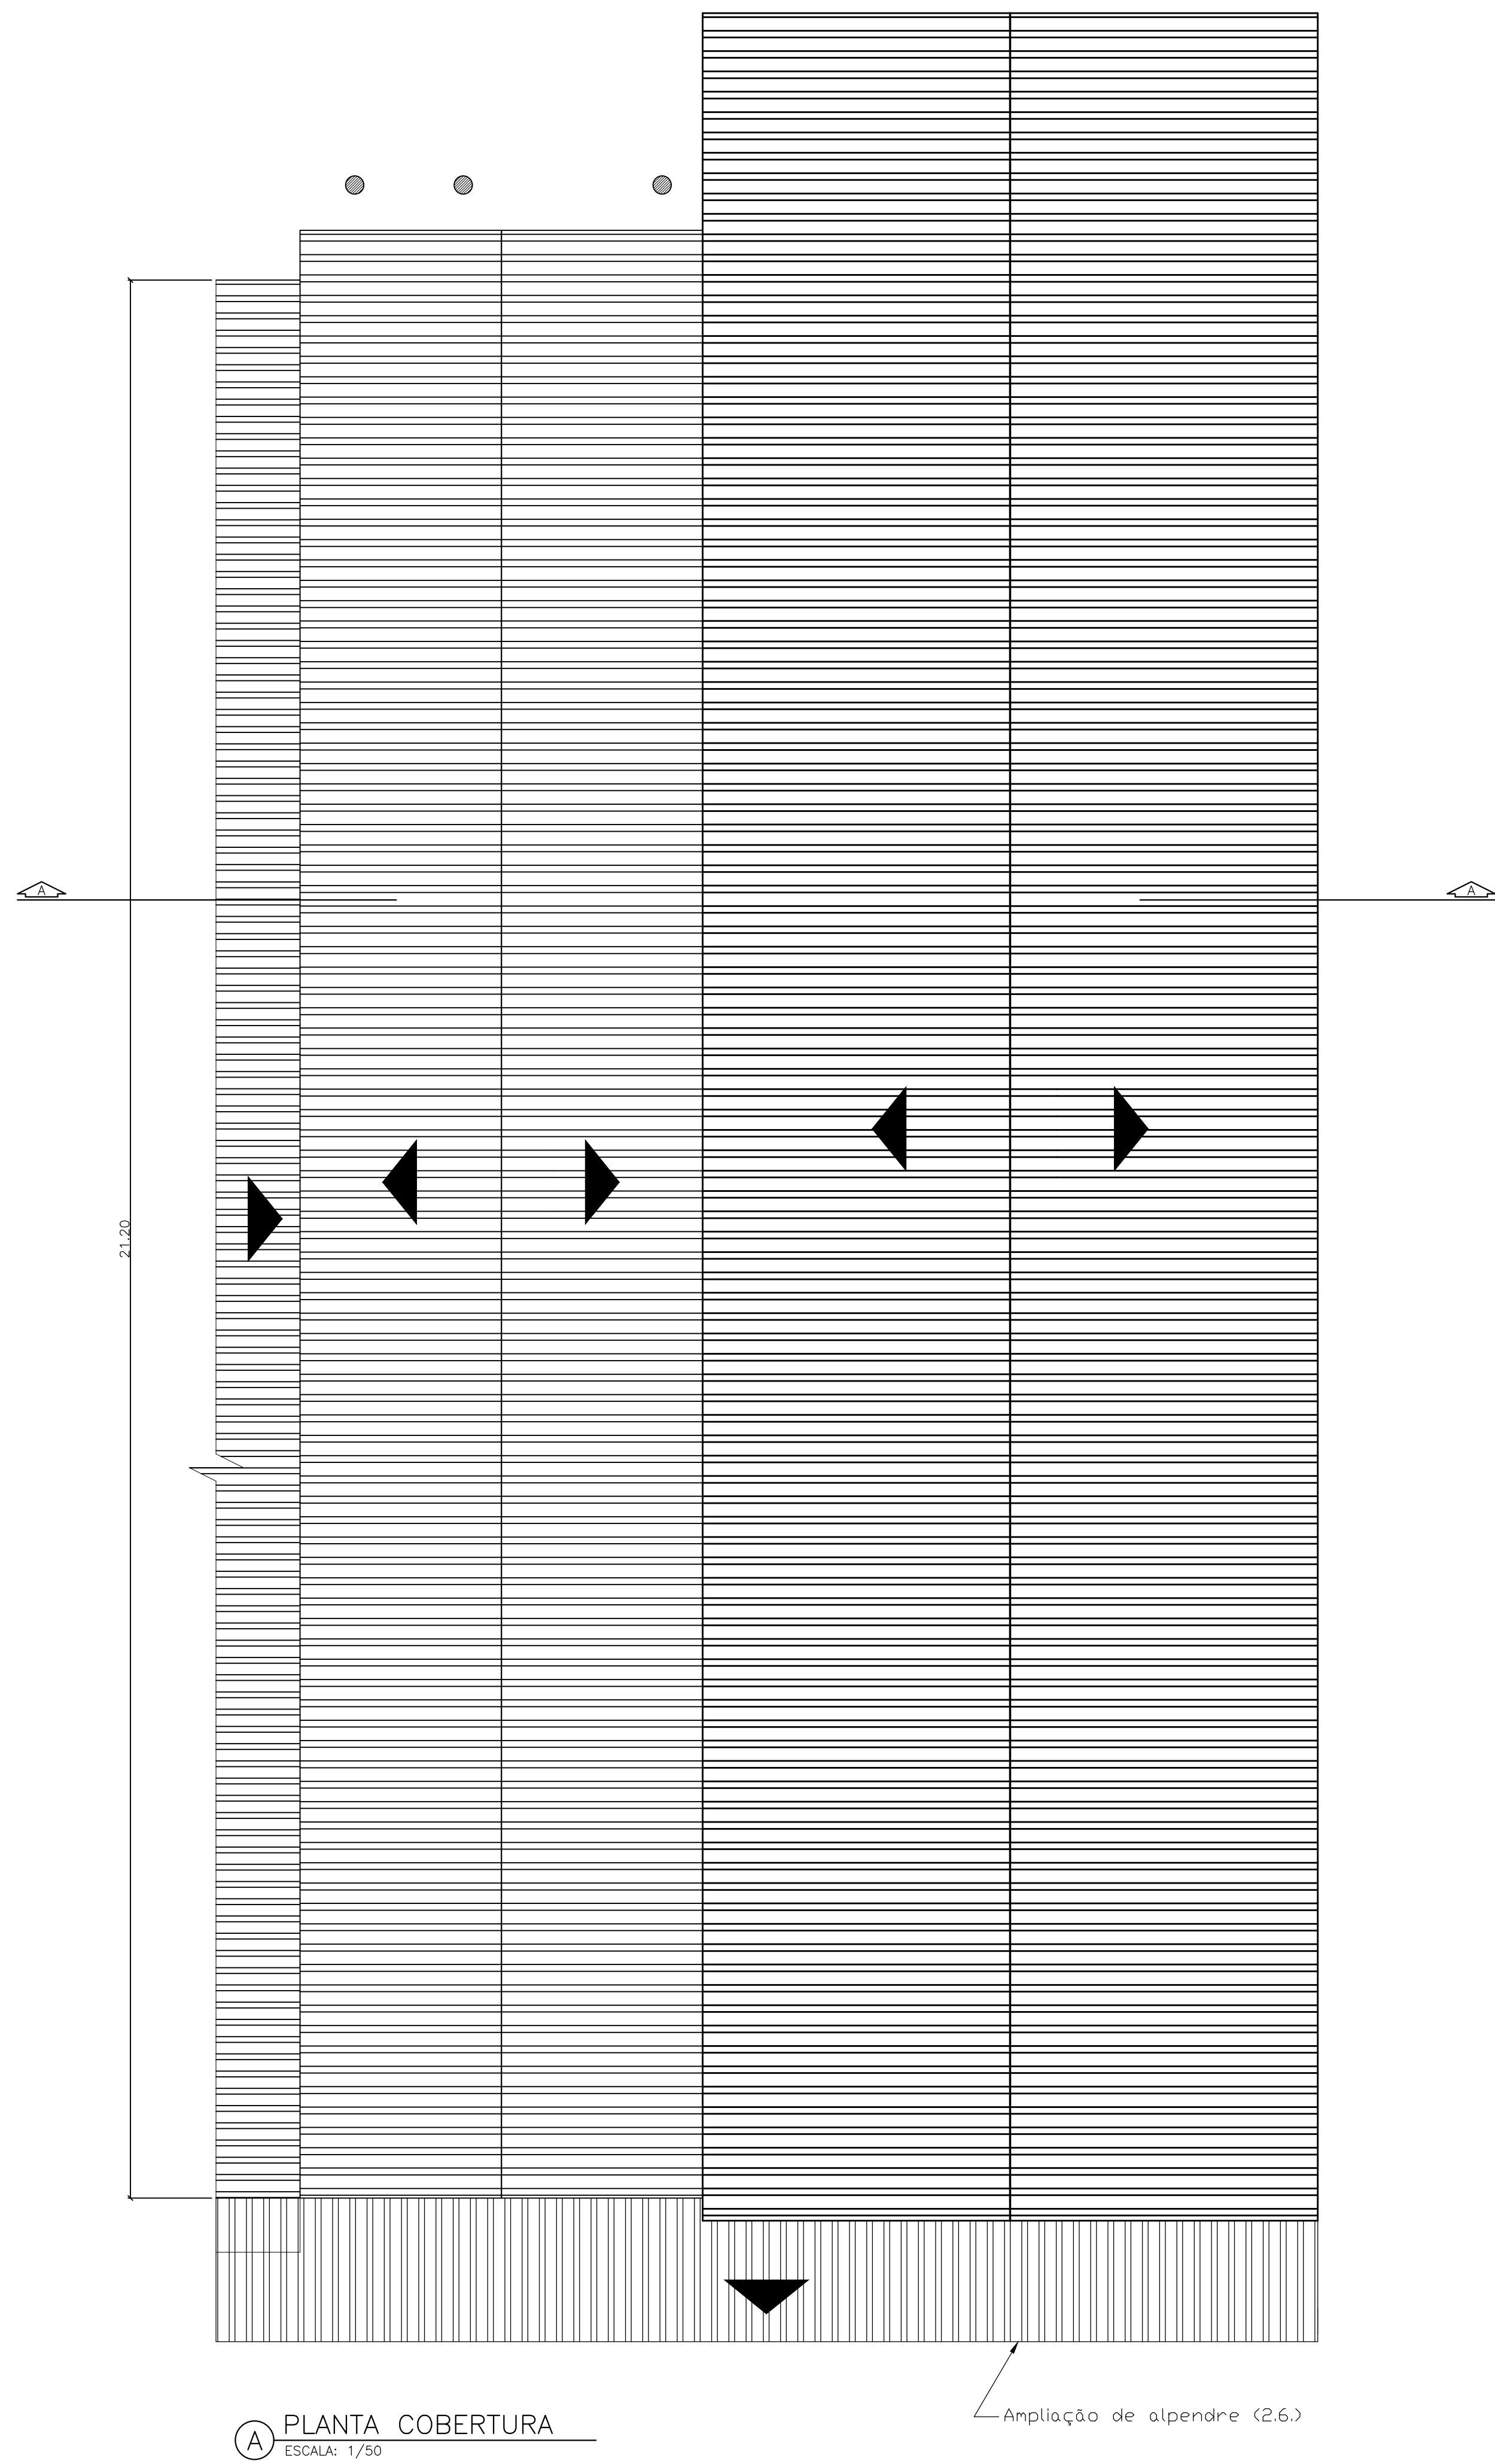 A
A
21.20
Ampliação de alpendre (2.6.)
A
PLANTA COBERTURA
ESCALA: 1/50